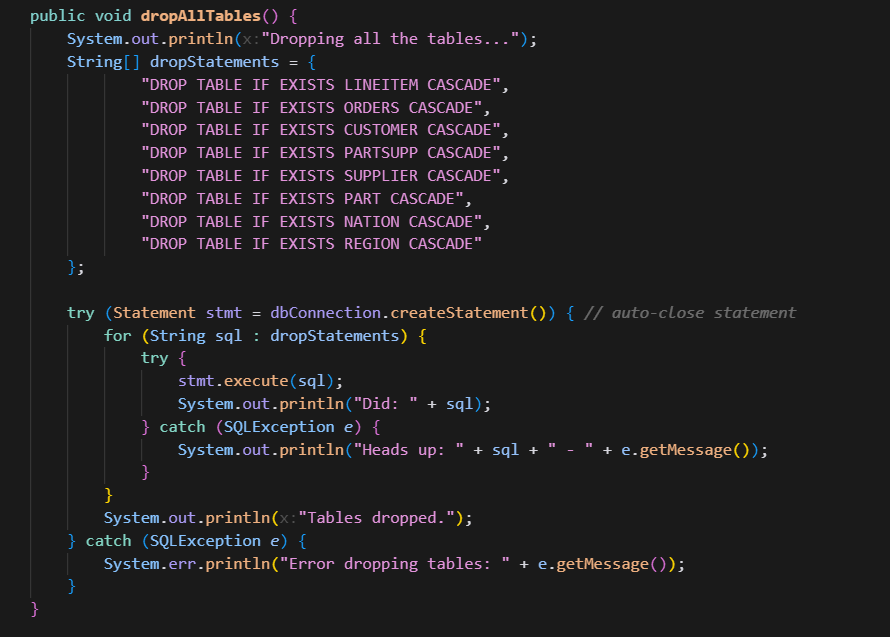 public void dropAllTables() {
    System.out.println(x:"Dropping all the tables...");
    String[] dropStatements = {
            "DROP TABLE IF EXISTS LINEITEM CASCADE",
            "DROP TABLE IF EXISTS ORDERS CASCADE",
            "DROP TABLE IF EXISTS CUSTOMER CASCADE",
            "DROP TABLE IF EXISTS PARTSUPP CASCADE",
            "DROP TABLE IF EXISTS SUPPLIER CASCADE",
            "DROP TABLE IF EXISTS PART CASCADE",
            "DROP TABLE IF EXISTS NATION CASCADE",
            "DROP TABLE IF EXISTS REGION CASCADE"
    };

    try (Statement stmt = dbConnection.createStatement()) { // auto-close statement
        for (String sql : dropStatements) {
            try {
                stmt.execute(sql);
                System.out.println("Did: " + sql);
            } catch (SQLException e) {
                System.out.println("Heads up: " + sql + " - " + e.getMessage());
            }
        }
        System.out.println(x:"Tables dropped.");
    } catch (SQLException e) {
        System.err.println("Error dropping tables: " + e.getMessage());
    }
}